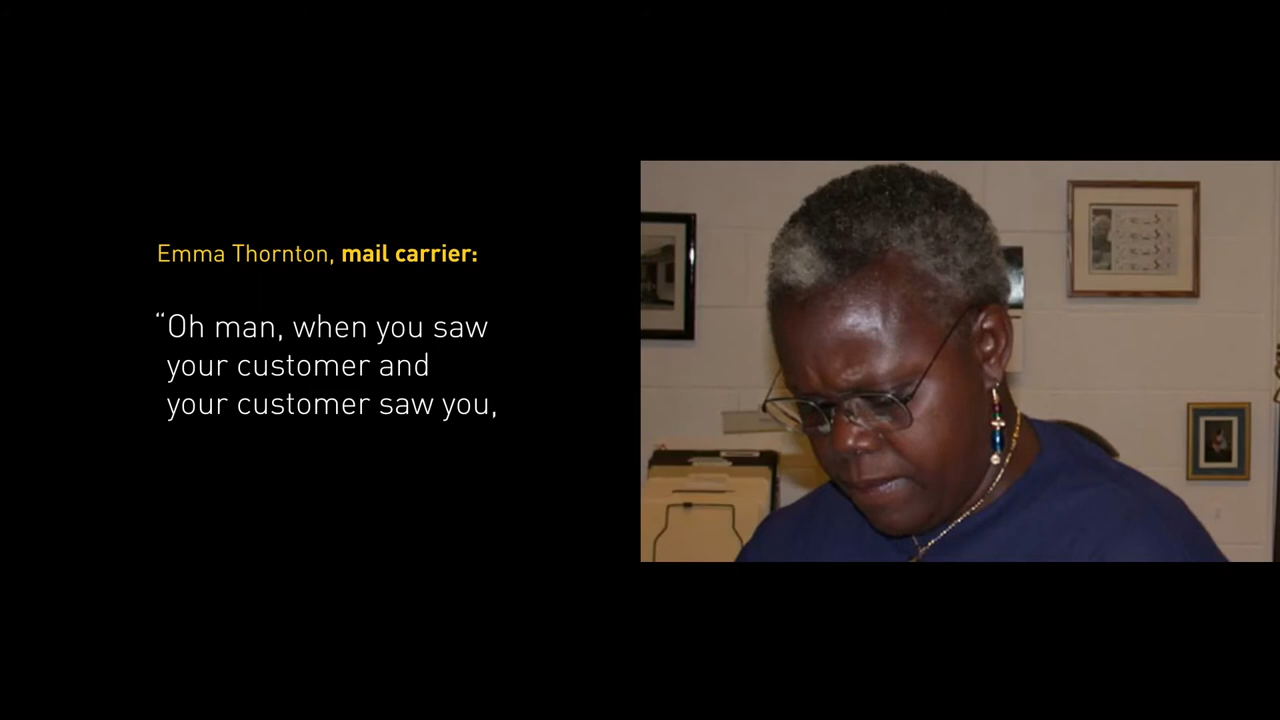 Emma Thornton, mail carrier:
“Oh man, when you saw
your customer and
your customer saw you,